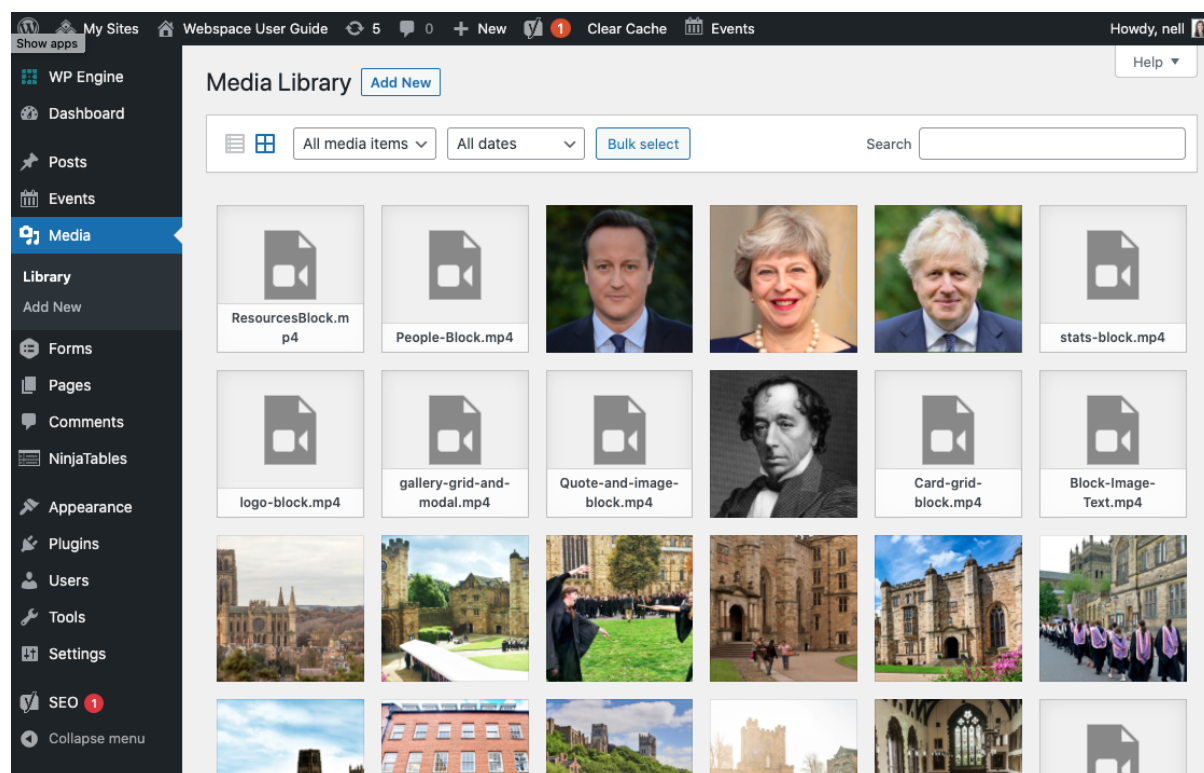 My Sites Webspace User Guide 5 0 New 1 Clear Cache Events Howdy, nell
Show apps
WP Engine
Dashboard
Posts
Events
Media
Library
Add New
Forms
Pages
Comments
NinjaTables
Appearance
Plugins
Users
Tools
Settings
SEO 1
Collapse menu
Help
Media Library Add New
All media items All dates Bulk select Search
ResourcesBlock.m
p4
People-Block.mp4
stats-block.mp4
logo-block.mp4
gallery-grid-and-
modal.mp4
Quote-and-image-
block.mp4
Card-grid-
block.mp4
Block-Image-
Text.mp4